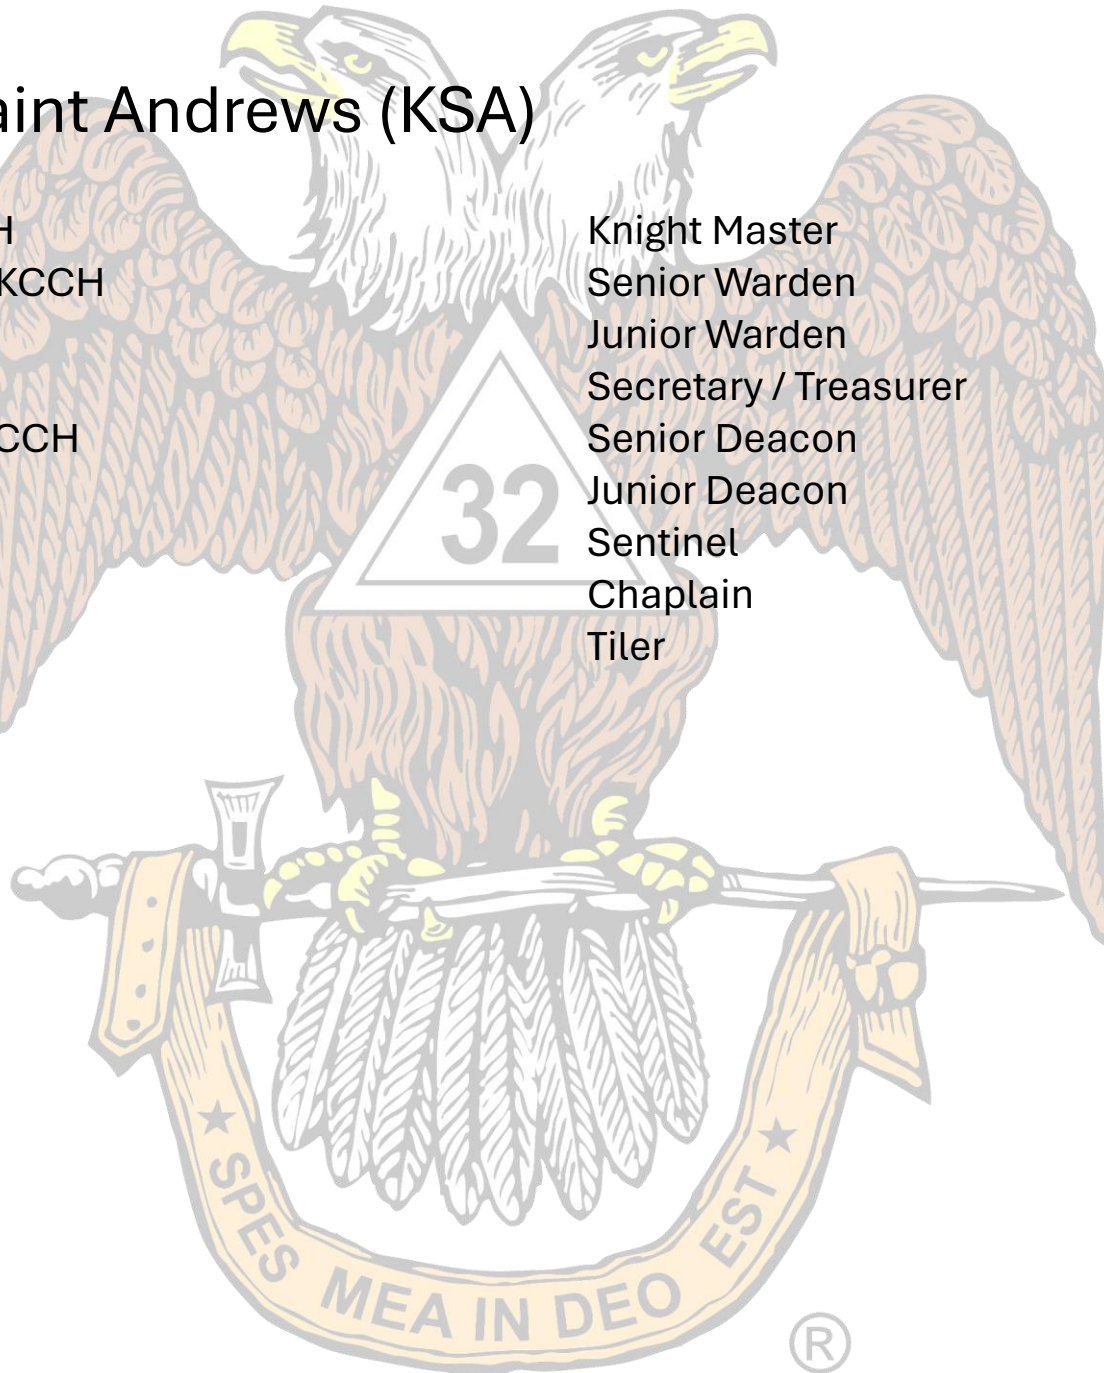 aint Andrews (KSA)
H Knight Master
KCCH Senior Warden
Junior Warden
Secretary / Treasurer
CCH Senior Deacon
Junior Deacon
32 Sentinel
Chaplain
Tiler
SPES MEA IN DEO EST
®